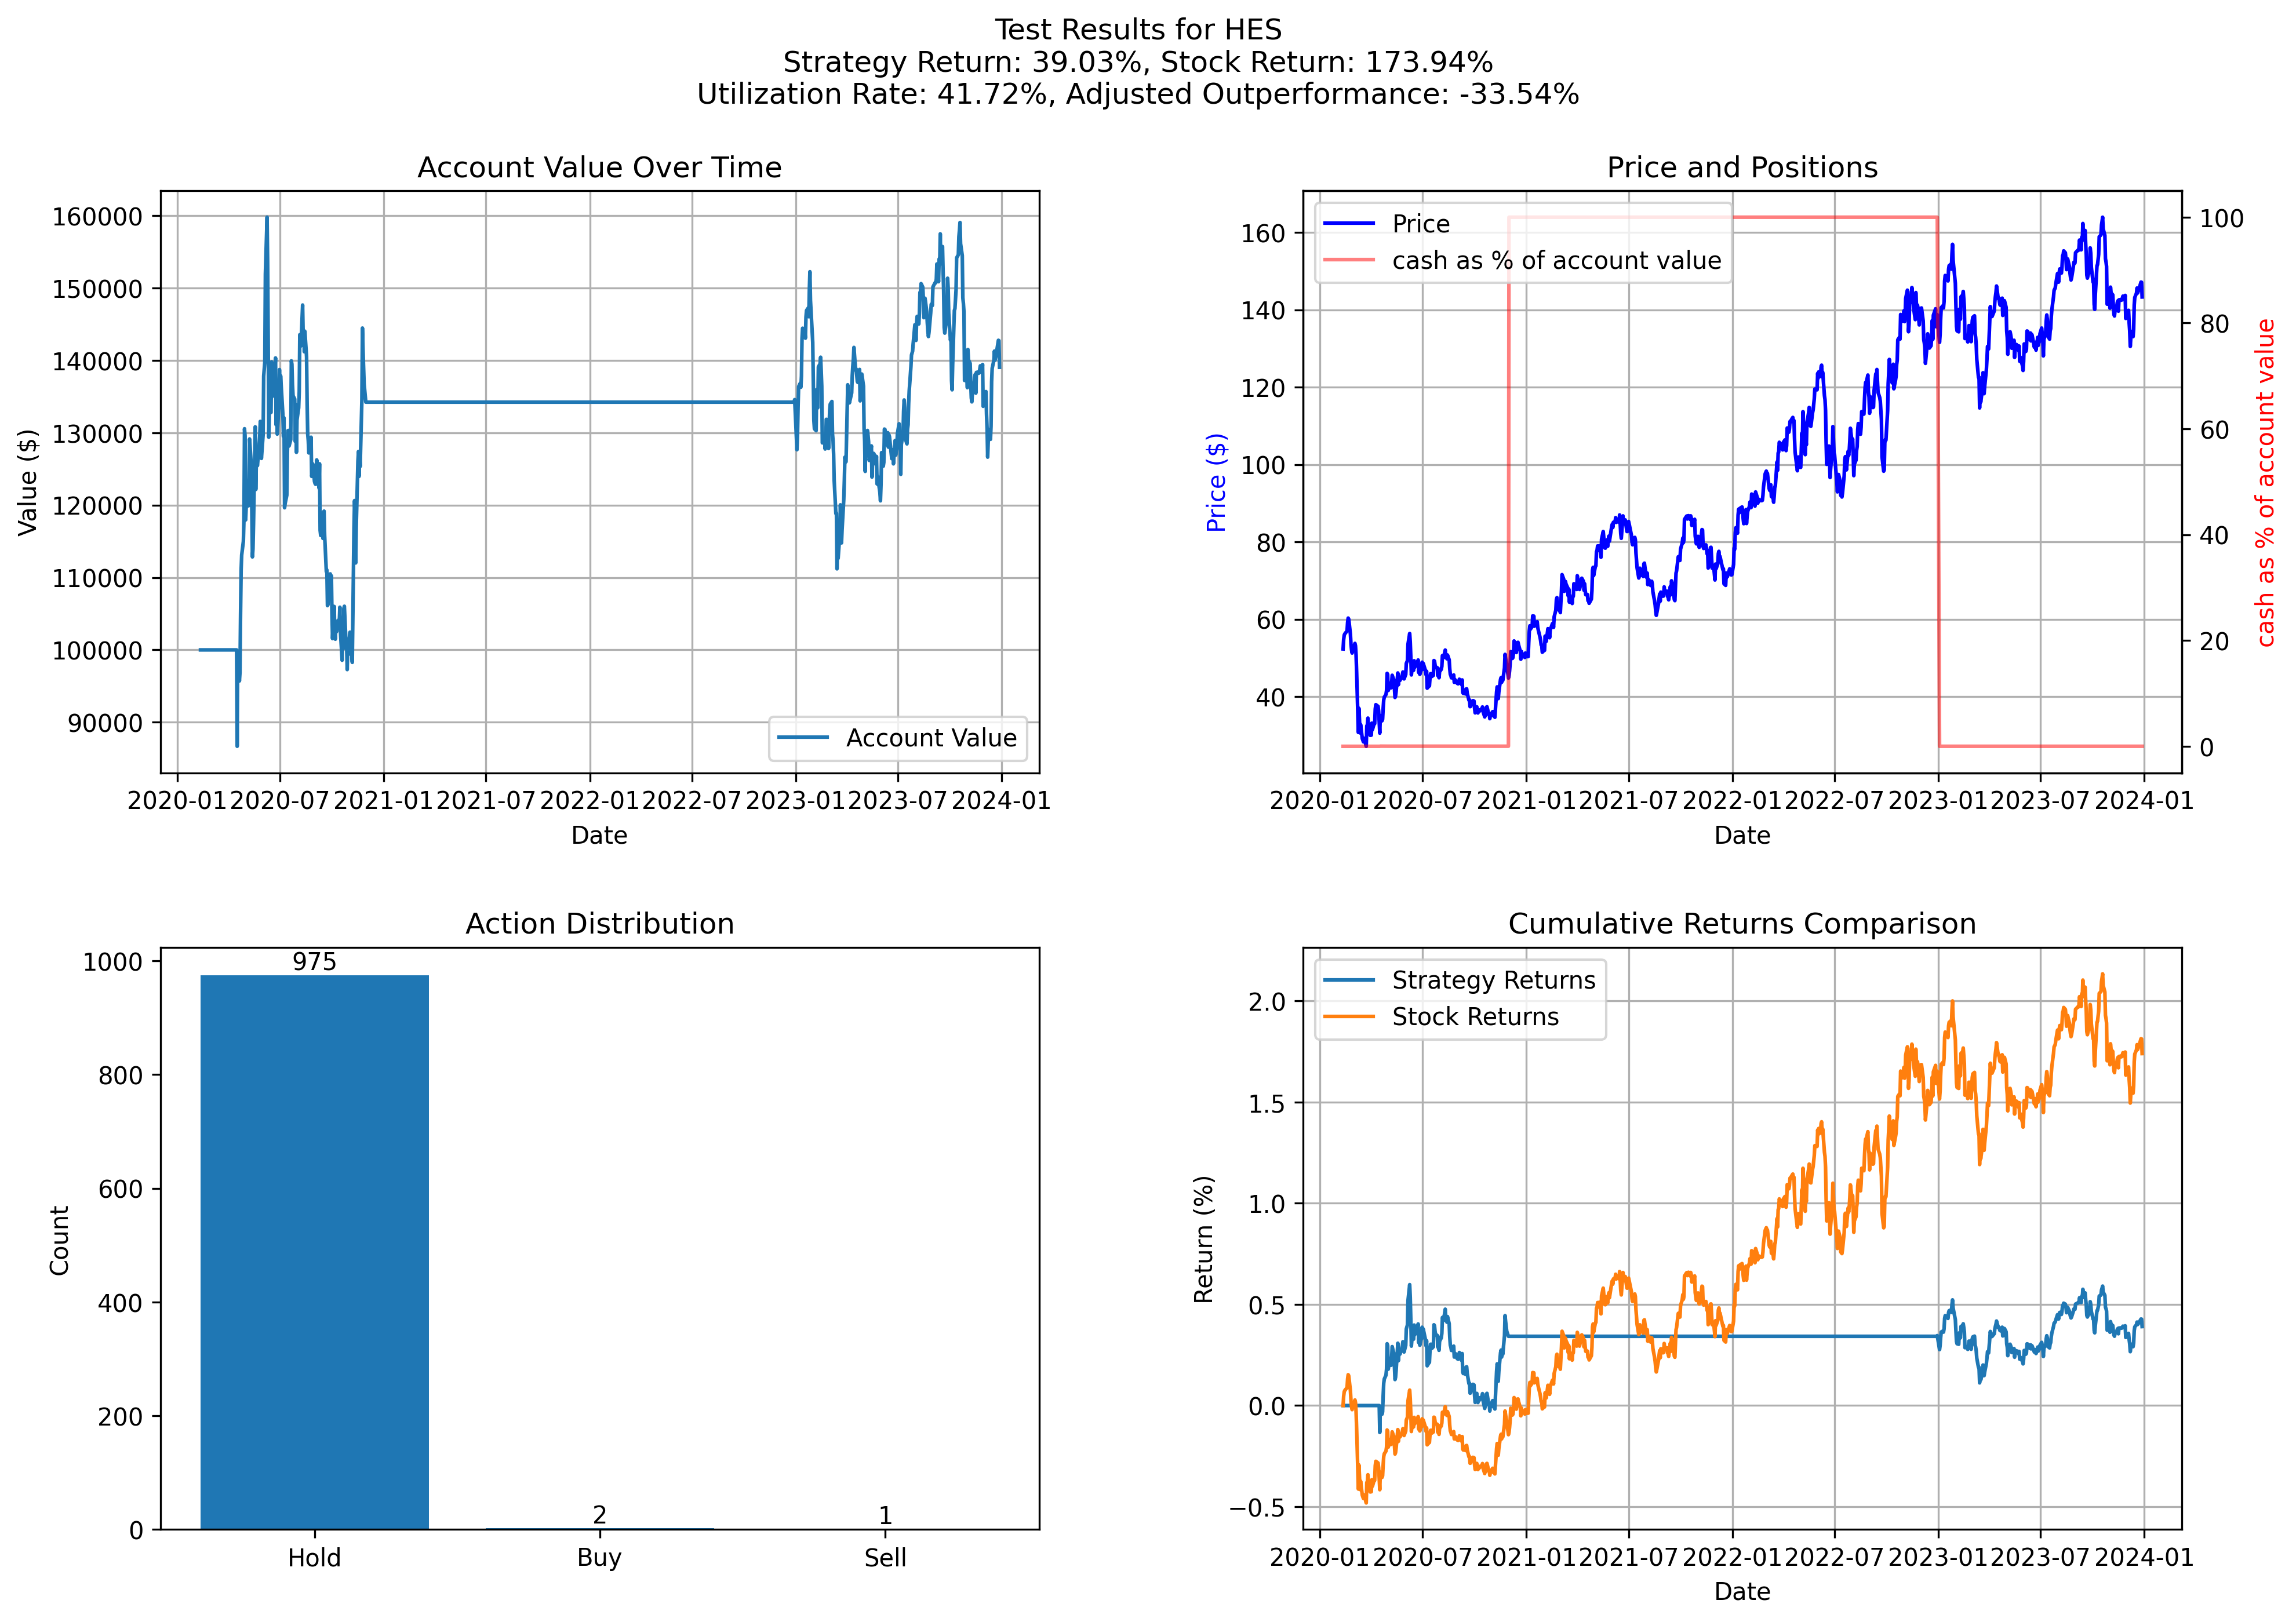 Test Results for HES
Strategy Return: 39.03%, Stock Return: 173.94%
Utilization Rate: 41.72%, Adjusted Outperformance: -33.54%
Account Value Over Time
Value ($)
160000
150000
140000
130000
120000
110000
100000
90000
Account Value
2020-01 2020-07 2021-01 2021-07 2022-01 2022-07 2023-01 2023-07 2024-01
Date
Price and Positions
Price ($)
160
140
120
100
80
60
40
Price
cash as % of account value
100
80
60
40
20
0
cash as % of account value
2020-01 2020-07 2021-01 2021-07 2022-01 2022-07 2023-01 2023-07 2024-01
Date
Action Distribution
Count
1000
800
600
400
200
0
975
2
1
Hold Buy Sell
Cumulative Returns Comparison
Return (%)
2.0
1.5
1.0
0.5
0.0
−0.5
Strategy Returns
Stock Returns
2020-01 2020-07 2021-01 2021-07 2022-01 2022-07 2023-01 2023-07 2024-01
Date